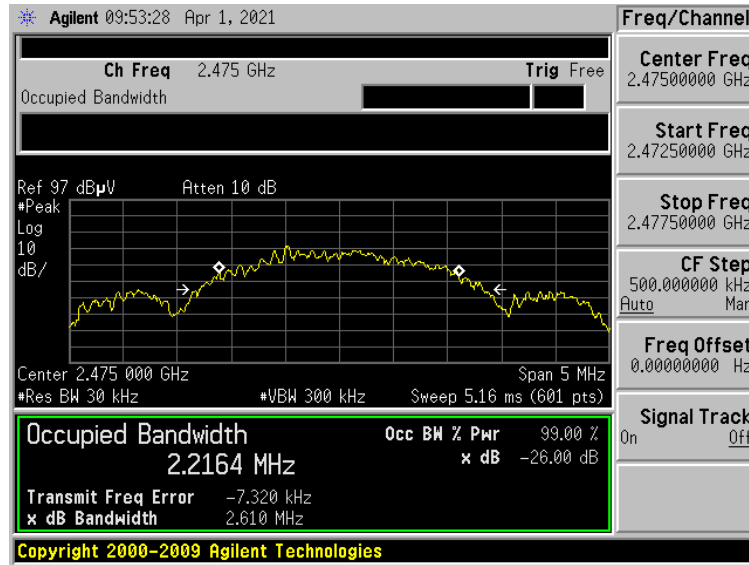 Agilent 09:53:28 Apr 1, 2021
Freq/Channel
Ch Freq 2.475 GHz Trig Free
Occupied Bandwidth
Center Freq
2.47500000 GHz
Start Freq
2.47250000 GHz
Stop Freq
2.47750000 GHz
CF Step
500.000000 kHz
Auto Man
Freq Offset
0.00000000 Hz
Signal Track
On Off
Ref 97 dBµV Atten 10 dB
#Peak
Log
10
dB/
Center 2.475 000 GHz Span 5 MHz
#Res BW 30 kHz #VBW 300 kHz Sweep 5.16 ms (601 pts)
Occupied Bandwidth
2.2164 MHz
Occ BW % Pwr 99.00 %
x dB -26.00 dB
Transmit Freq Error -7.320 kHz
x dB Bandwidth 2.610 MHz
Copyright 2000-2009 Agilent Technologies